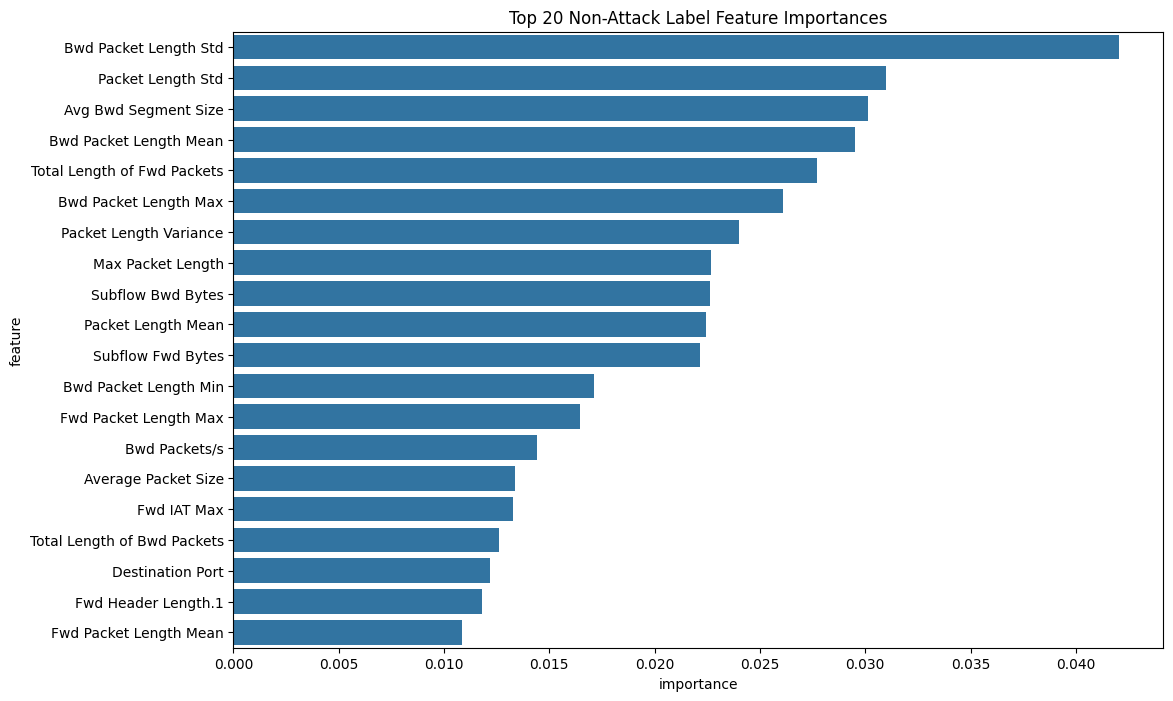 Top 20 Non-Attack Label Feature Importances
feature
Bwd Packet Length Std
Packet Length Std
Avg Bwd Segment Size
Bwd Packet Length Mean
Total Length of Fwd Packets
Bwd Packet Length Max
Packet Length Variance
Max Packet Length
Subflow Bwd Bytes
Packet Length Mean
Subflow Fwd Bytes
Bwd Packet Length Min
Fwd Packet Length Max
Bwd Packets/s
Average Packet Size
Fwd IAT Max
Total Length of Bwd Packets
Destination Port
Fwd Header Length.1
Fwd Packet Length Mean
0.000 0.005 0.010 0.015 0.020 0.025 0.030 0.035 0.040
importance